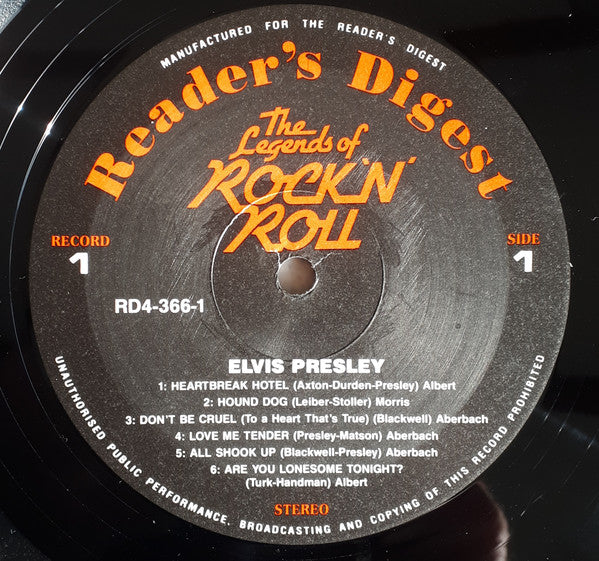 MANUFACTURED FOR THE READER'S DIGEST
Reader's Digest
The
Legends of
ROCK 'N'
ROLL
RECORD
1
SIDE
1
RD4-366-1
ELVIS PRESLEY
1: HEARTBREAK HOTEL (Axton-Durden-Presley) Albert
2: HOUND DOG (Leiber-Stoller) Morris
3: DON'T BE CRUEL (To a Heart That's True) (Blackwell) Aberbach
4: LOVE ME TENDER (Presley-Matson) Aberbach
5: ALL SHOOK UP (Blackwell-Presley) Aberbach
6: ARE YOU LONESOME TONIGHT?
(Turk-Handman) Albert
STEREO
UNAUTHORISED PUBLIC PERFORMANCE, BROADCASTING AND COPYING OF THIS RECORD PROHIBITED